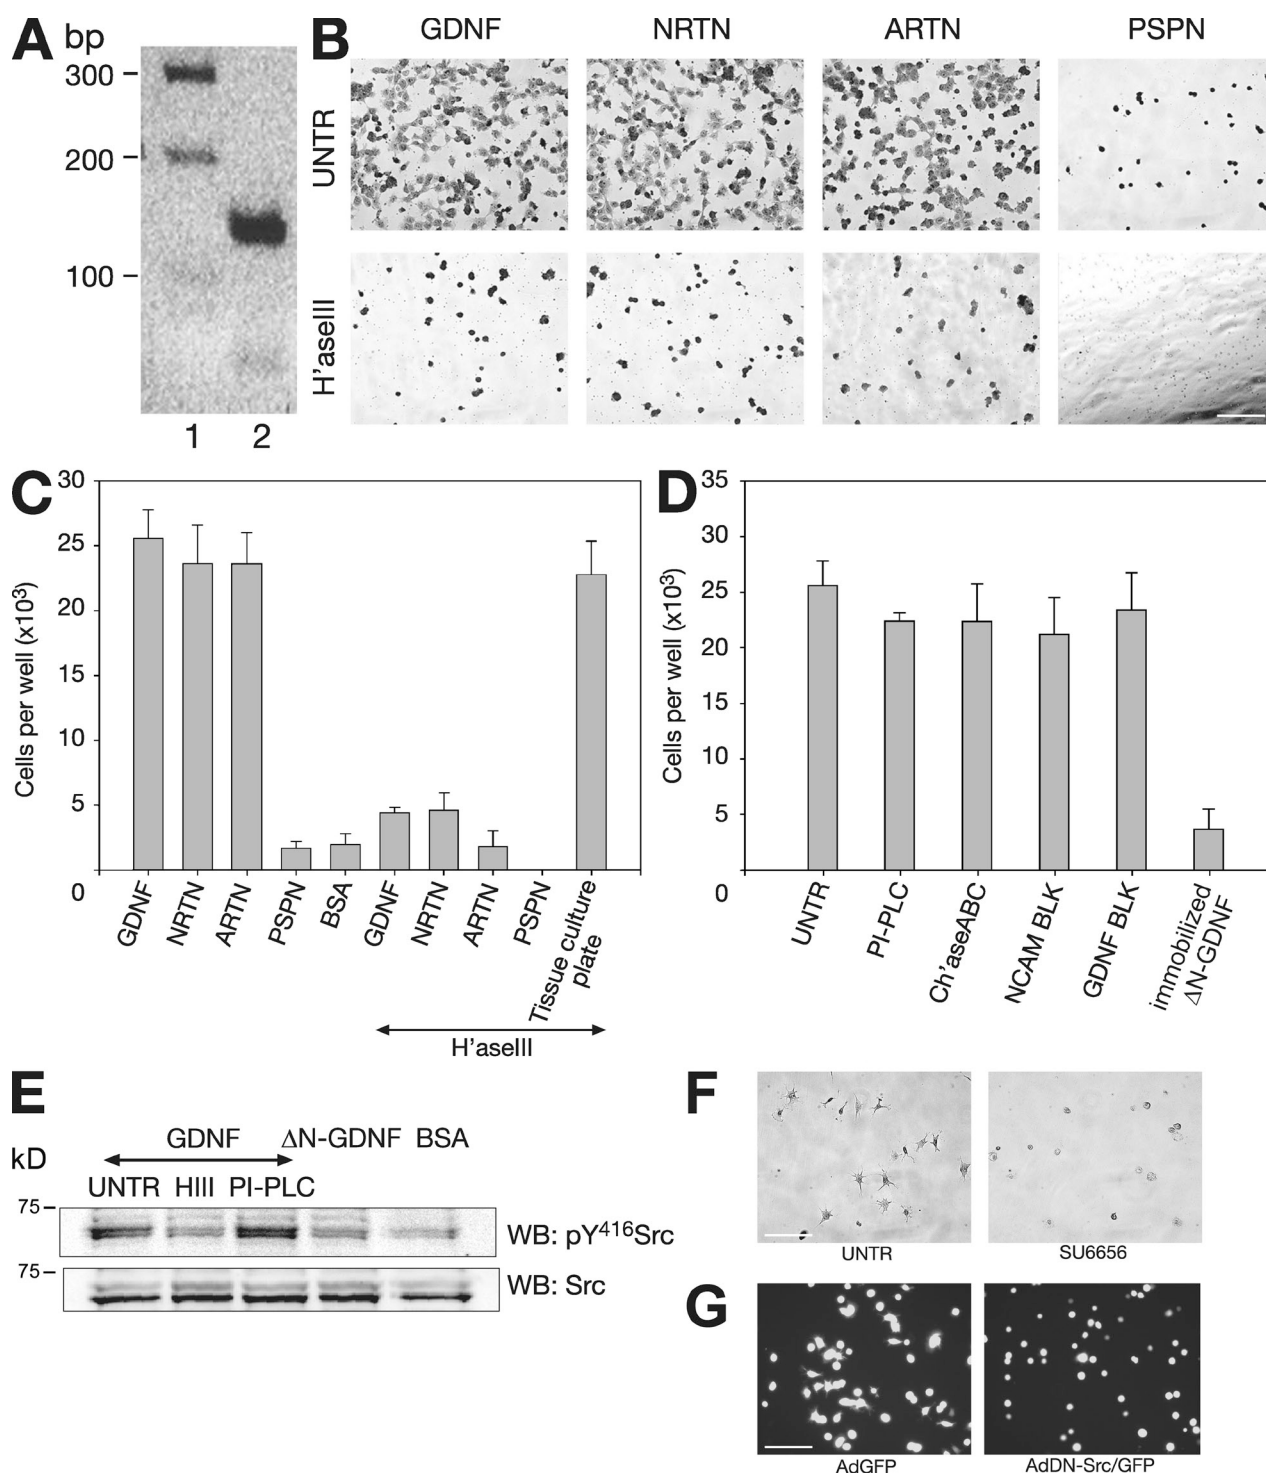 A
bp
300
200
100
1 2
B
GDNF NRTN ARTN PSPN
UNTR
H'aseIII
C
30
25
20
15
10
5
0
Cells per well (x10³)
GDNF
NRTN
ARTN
PSPN
BSA
GDNF
NRTN
ARTN
PSPN
Tissue culture
plate
H'aseIII
D
35
30
25
20
15
10
5
0
Cells per well (x10³)
UNTR
PI-PLC
Ch'aseABC
NCAM BLK
GDNF BLK
immobilized
ΔN-GDNF
E
GDNF ΔN-GDNF BSA
kD
UNTR HIII PI-PLC
75
WB: pY⁴¹⁶Src
75
WB: Src
F
UNTR SU6656
G
AdGFP AdDN-Src/GFP